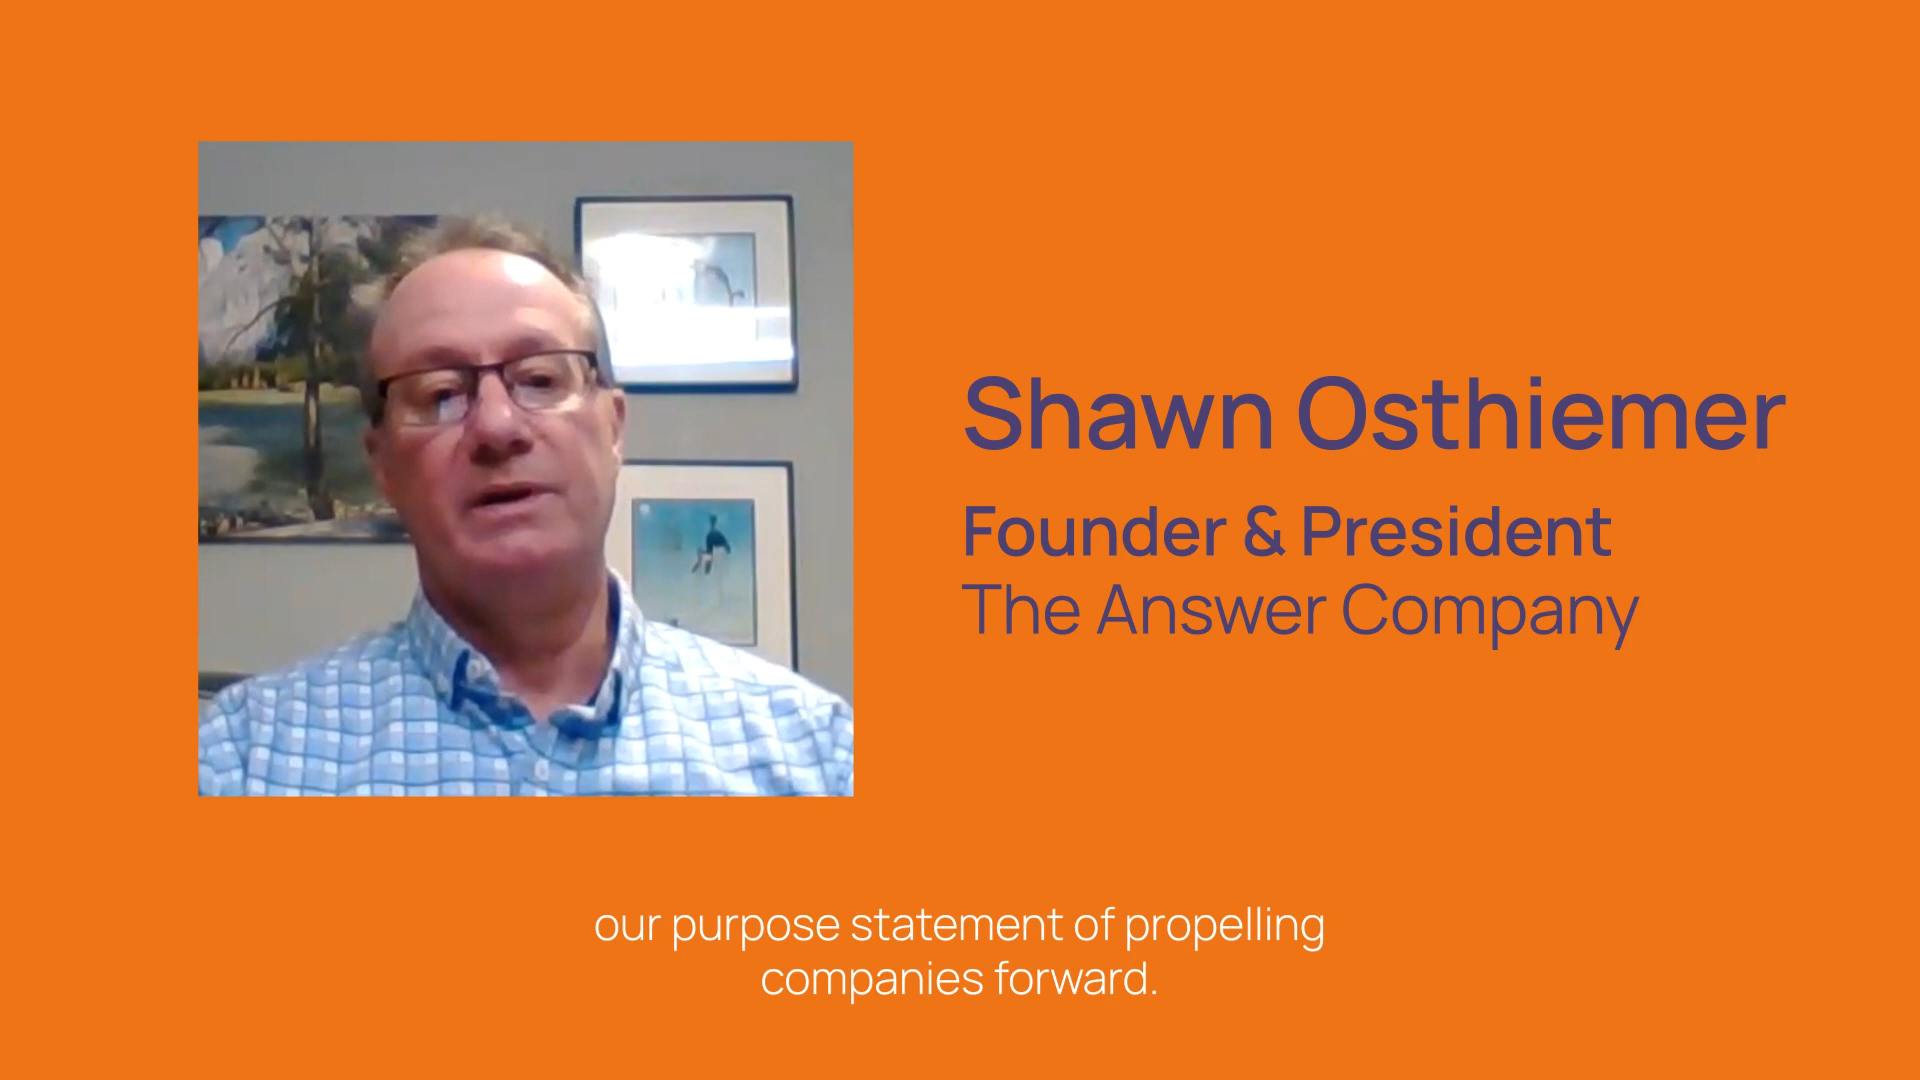 Shawn Osthiemer
Founder & President
The Answer Company
our purpose statement of propelling
companies forward.